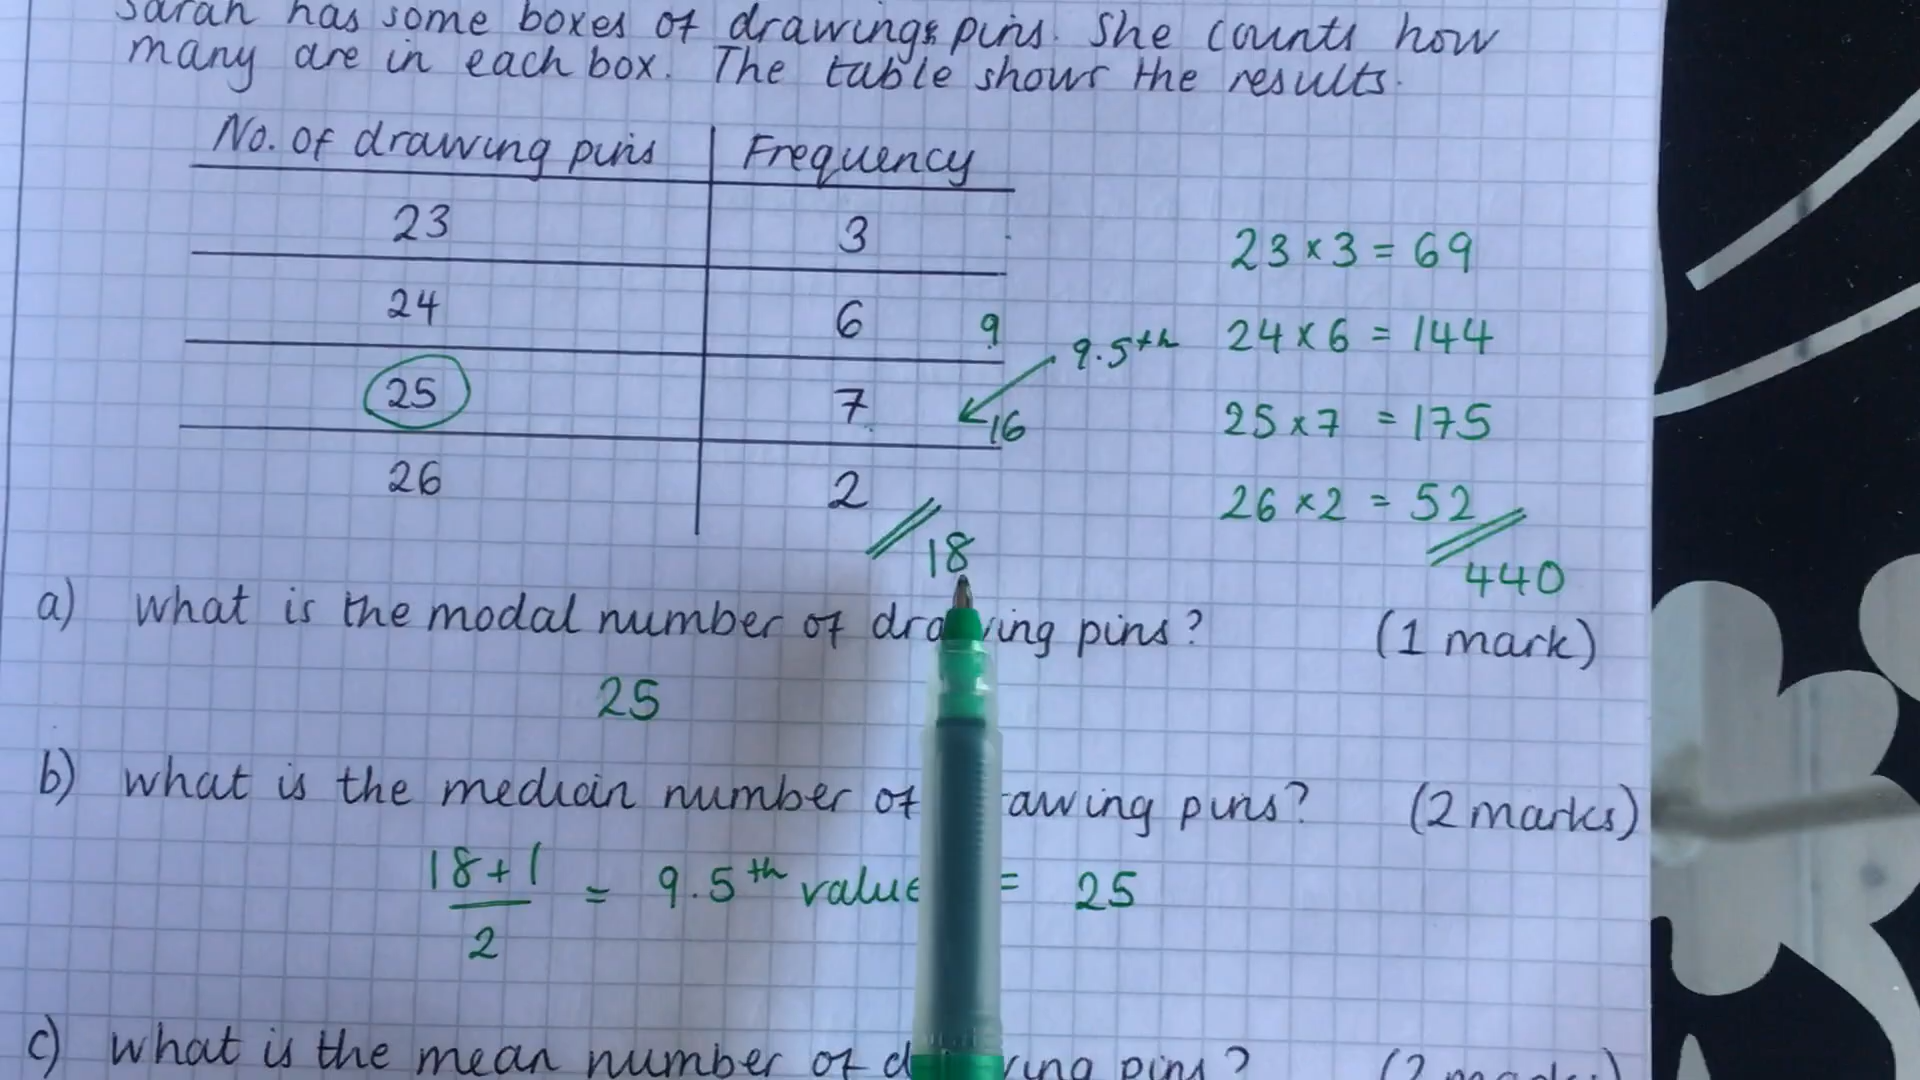 Sarah has some boxes of drawings pins. She counts how
many are in each box. The table shows the results.
No. of drawing pins Frequency
23 3 23 x 3 = 69
24 6 9 9.5th 24 x 6 = 144
25 7 16 25 x 7 = 175
26 2 26 x 2 = 52
18 440
a) what is the modal number of drawing pins? (1 mark)
25
b) what is the median number of awing pins? (2 marks)
18+1
2
= 9.5th value = 25
c) what is the mean number of d ing pins?